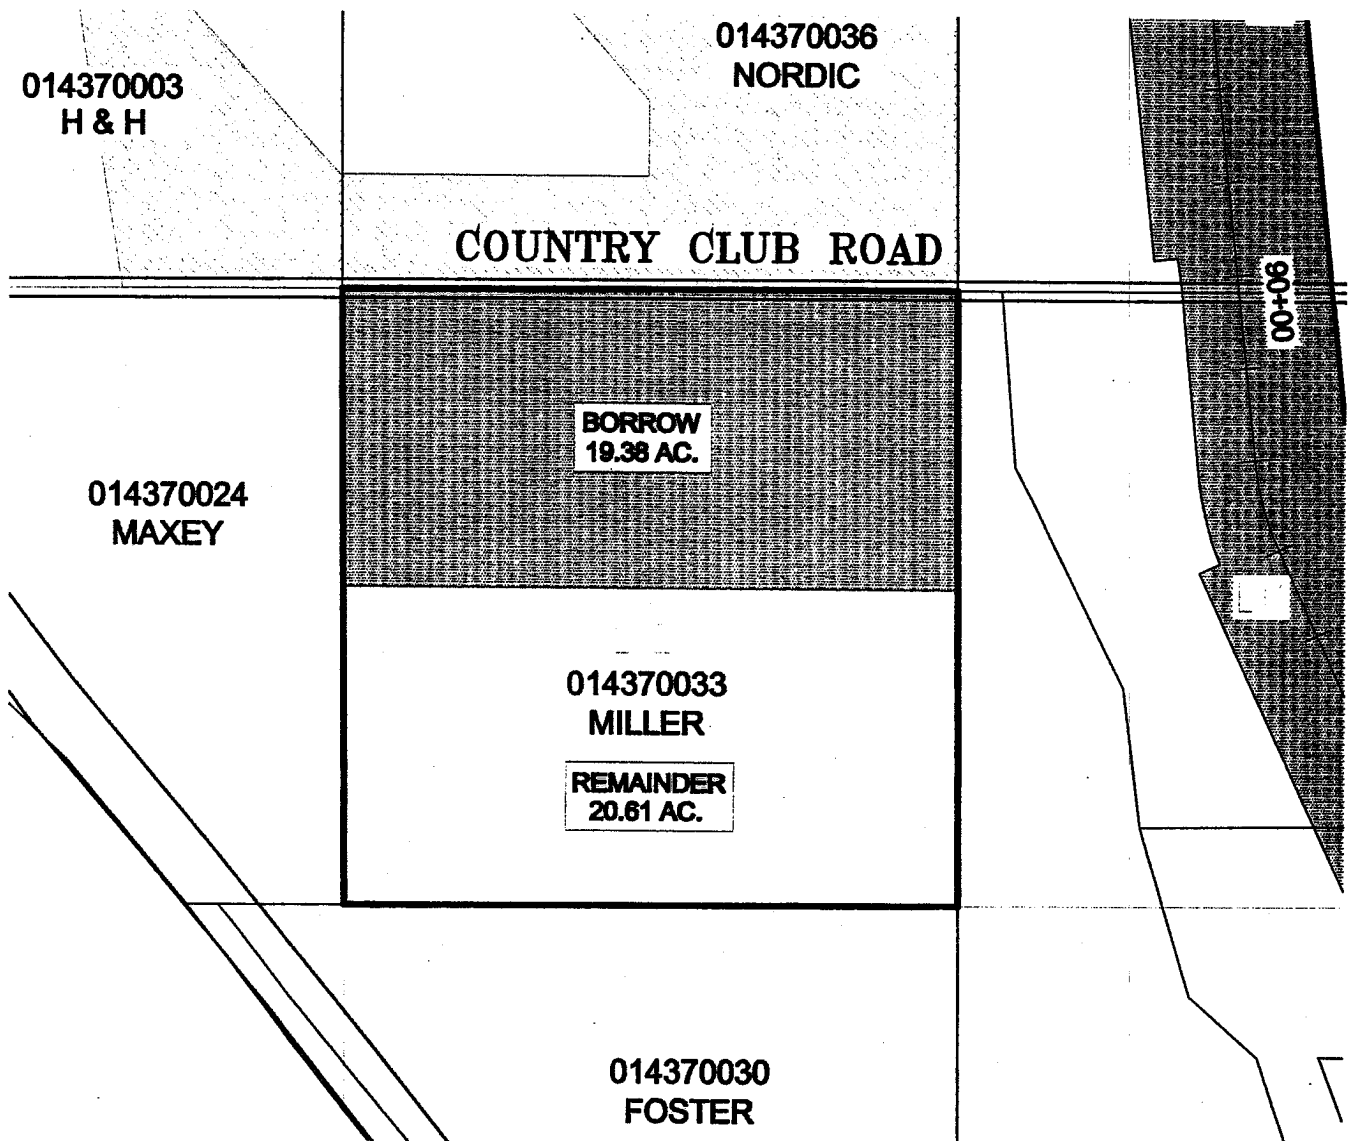 014370036
NORDIC
014370003
H & H
COUNTRY CLUB ROAD
90+00
BORROW
19.38 AC.
014370024
MAXEY
014370033
MILLER
REMAINDER
20.61 AC.
014370030
FOSTER